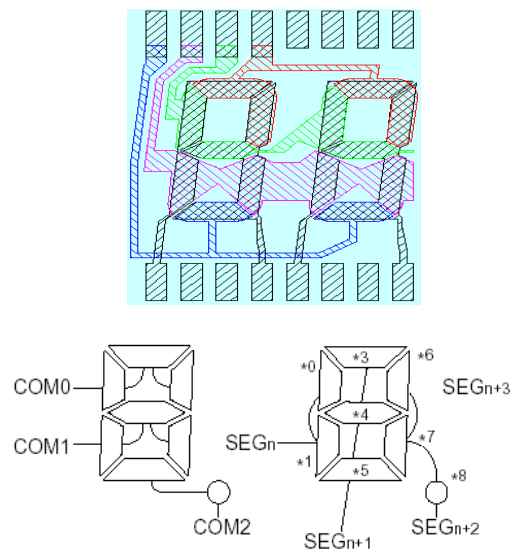 COM0
COM1
COM2
*0
*3
*6
SEGn+3
*4
SEGn
*7
*1
*5
*8
SEGn+2
SEGn+1